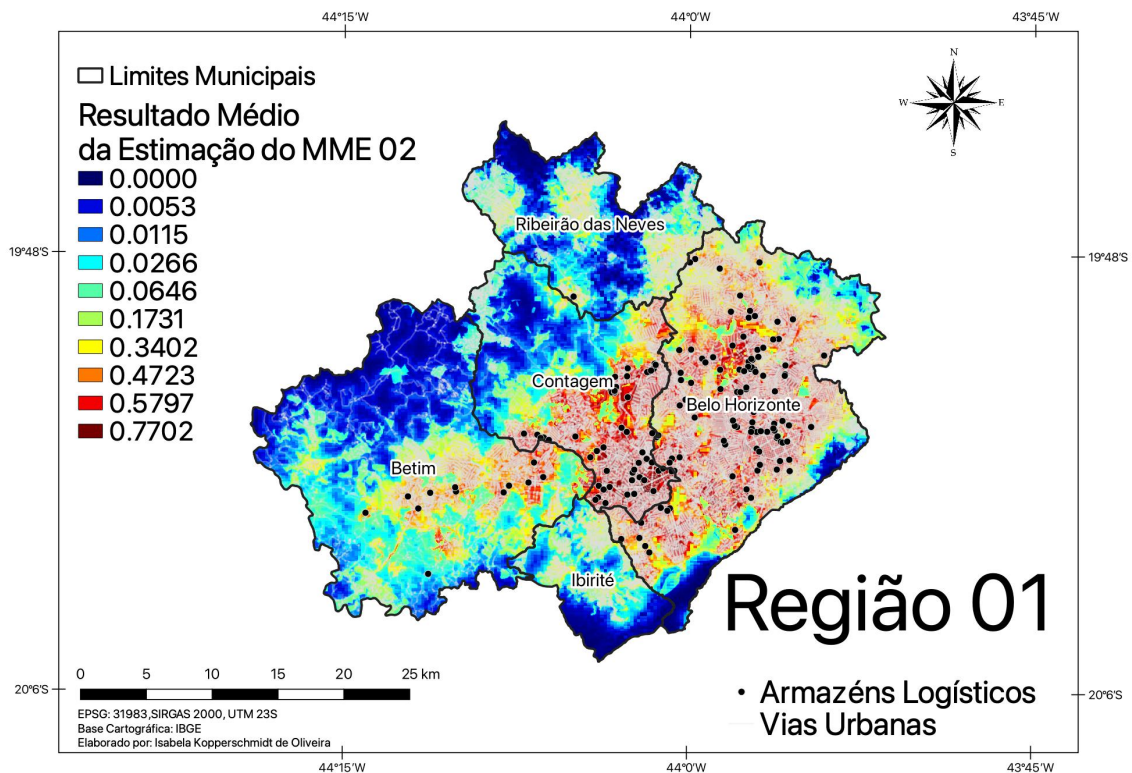 44°15'W 44°0'W 43°45'W
N
W E
S
Limites Municipais
Resultado Médio
da Estimação do MME 02
0.0000
0.0053
0.0115
0.0266
0.0646
0.1731
0.3402
0.4723
0.5797
0.7702
19°48'S 19°48'S
Ribeirão das Neves
Contagem
Belo Horizonte
Betim
Ibirité
Região 01
0 5 10 15 20 25 km
20°6'S 20°6'S
Armazéns Logísticos
Vias Urbanas
EPSG: 31983,SIRGAS 2000, UTM 23S
Base Cartográfica: IBGE
Elaborado por: Isabela Kopperschmidt de Oliveira
44°15'W 44°0'W 43°45'W